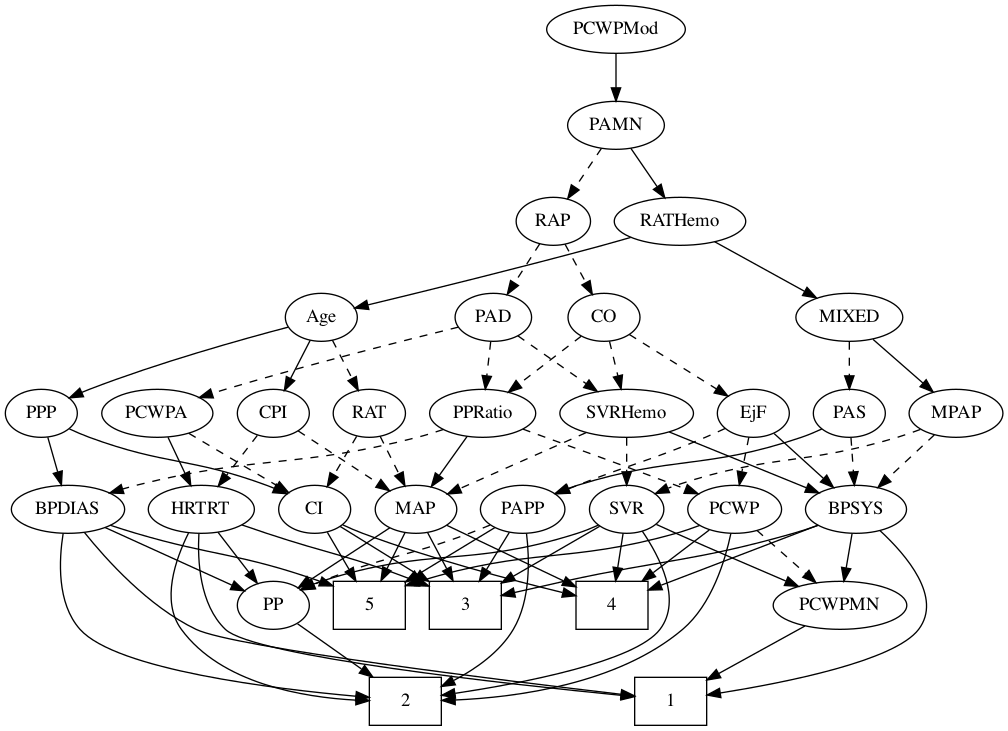 PCWPMod
PAMN
RAP
RATHemo
Age
PAD
CO
MIXED
PPP
PCWPA
CPI
RAT
PPRatio
SVRHemo
EjF
PAS
MPAP
BPDIAS
HRTRT
CI
MAP
PAPP
SVR
PCWP
BPSYS
PP
5
3
4
PCWPMN
2
1